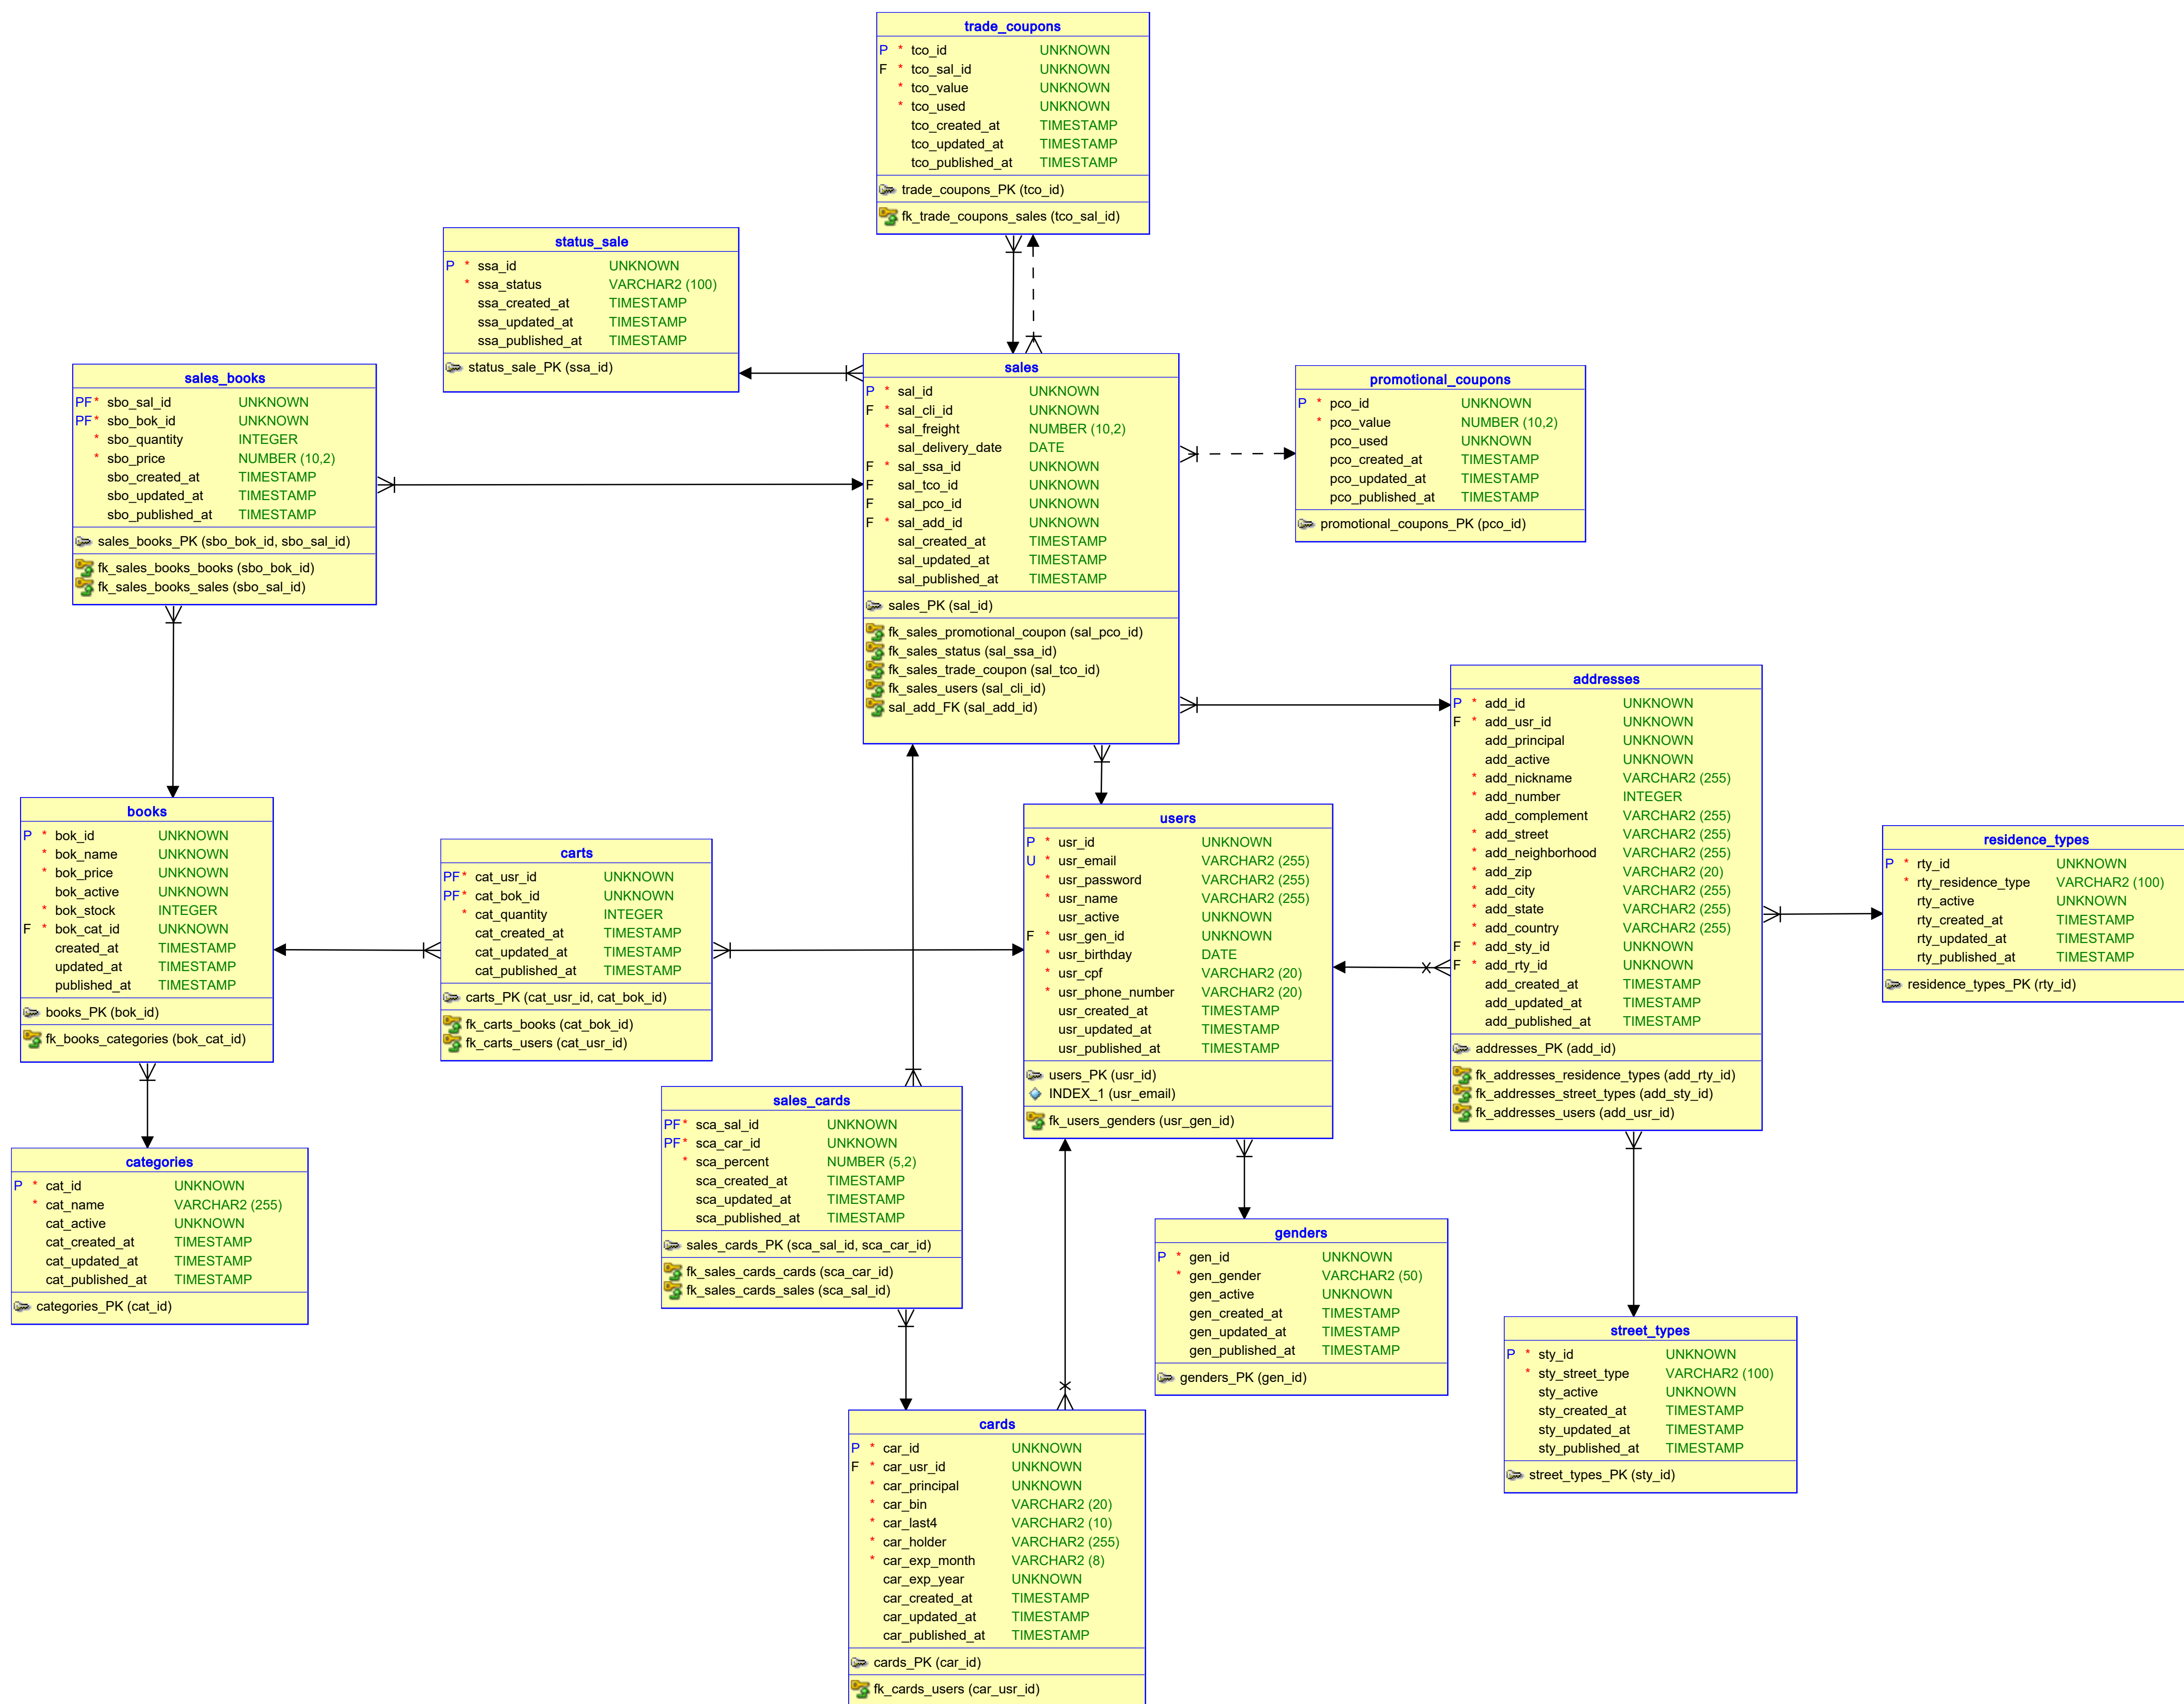 trade_coupons
P * tco_id UNKNOWN
F * tco_sal_id UNKNOWN
* tco_value UNKNOWN
* tco_used UNKNOWN
tco_created_at TIMESTAMP
tco_updated_at TIMESTAMP
tco_published_at TIMESTAMP
trade_coupons_PK (tco_id)
fk_trade_coupons_sales (tco_sal_id)
status_sale
P * ssa_id UNKNOWN
* ssa_status VARCHAR2 (100)
ssa_created_at TIMESTAMP
ssa_updated_at TIMESTAMP
ssa_published_at TIMESTAMP
status_sale_PK (ssa_id)
sales_books
PF* sbo_sal_id UNKNOWN
PF* sbo_bok_id UNKNOWN
* sbo_quantity INTEGER
* sbo_price NUMBER (10,2)
sbo_created_at TIMESTAMP
sbo_updated_at TIMESTAMP
sbo_published_at TIMESTAMP
sales_books_PK (sbo_bok_id, sbo_sal_id)
fk_sales_books_books (sbo_bok_id)
fk_sales_books_sales (sbo_sal_id)
sales
P * sal_id UNKNOWN
F * sal_cli_id UNKNOWN
* sal_freight NUMBER (10,2)
sal_delivery_date DATE
F * sal_ssa_id UNKNOWN
F sal_tco_id UNKNOWN
F sal_pco_id UNKNOWN
F * sal_add_id UNKNOWN
sal_created_at TIMESTAMP
sal_updated_at TIMESTAMP
sal_published_at TIMESTAMP
sales_PK (sal_id)
fk_sales_promotional_coupon (sal_pco_id)
fk_sales_status (sal_ssa_id)
fk_sales_trade_coupon (sal_tco_id)
fk_sales_users (sal_cli_id)
sal_add_FK (sal_add_id)
promotional_coupons
P * pco_id UNKNOWN
* pco_value NUMBER (10,2)
pco_used UNKNOWN
pco_created_at TIMESTAMP
pco_updated_at TIMESTAMP
pco_published_at TIMESTAMP
promotional_coupons_PK (pco_id)
addresses
P * add_id UNKNOWN
F * add_usr_id UNKNOWN
add_principal UNKNOWN
add_active UNKNOWN
* add_nickname VARCHAR2 (255)
* add_number INTEGER
add_complement VARCHAR2 (255)
* add_street VARCHAR2 (255)
* add_neighborhood VARCHAR2 (255)
* add_zip VARCHAR2 (20)
* add_city VARCHAR2 (255)
* add_state VARCHAR2 (255)
* add_country VARCHAR2 (255)
F * add_sty_id UNKNOWN
F * add_rty_id UNKNOWN
add_created_at TIMESTAMP
add_updated_at TIMESTAMP
add_published_at TIMESTAMP
addresses_PK (add_id)
fk_addresses_residence_types (add_rty_id)
fk_addresses_street_types (add_sty_id)
fk_addresses_users (add_usr_id)
books
P * bok_id UNKNOWN
* bok_name UNKNOWN
* bok_price UNKNOWN
bok_active UNKNOWN
* bok_stock INTEGER
F * bok_cat_id UNKNOWN
created_at TIMESTAMP
updated_at TIMESTAMP
published_at TIMESTAMP
books_PK (bok_id)
fk_books_categories (bok_cat_id)
carts
PF* cat_usr_id UNKNOWN
PF* cat_bok_id UNKNOWN
* cat_quantity INTEGER
cat_created_at TIMESTAMP
cat_updated_at TIMESTAMP
cat_published_at TIMESTAMP
carts_PK (cat_usr_id, cat_bok_id)
fk_carts_books (cat_bok_id)
fk_carts_users (cat_usr_id)
users
P * usr_id UNKNOWN
U * usr_email VARCHAR2 (255)
* usr_password VARCHAR2 (255)
* usr_name VARCHAR2 (255)
usr_active UNKNOWN
F * usr_gen_id UNKNOWN
* usr_birthday DATE
* usr_cpf VARCHAR2 (20)
* usr_phone_number VARCHAR2 (20)
usr_created_at TIMESTAMP
usr_updated_at TIMESTAMP
usr_published_at TIMESTAMP
users_PK (usr_id)
INDEX_1 (usr_email)
fk_users_genders (usr_gen_id)
residence_types
P * rty_id UNKNOWN
* rty_residence_type VARCHAR2 (100)
rty_active UNKNOWN
rty_created_at TIMESTAMP
rty_updated_at TIMESTAMP
rty_published_at TIMESTAMP
residence_types_PK (rty_id)
categories
P * cat_id UNKNOWN
* cat_name VARCHAR2 (255)
cat_active UNKNOWN
cat_created_at TIMESTAMP
cat_updated_at TIMESTAMP
cat_published_at TIMESTAMP
categories_PK (cat_id)
sales_cards
PF* sca_sal_id UNKNOWN
PF* sca_car_id UNKNOWN
* sca_percent NUMBER (5,2)
sca_created_at TIMESTAMP
sca_updated_at TIMESTAMP
sca_published_at TIMESTAMP
sales_cards_PK (sca_sal_id, sca_car_id)
fk_sales_cards_cards (sca_car_id)
fk_sales_cards_sales (sca_sal_id)
genders
P * gen_id UNKNOWN
* gen_gender VARCHAR2 (50)
gen_active UNKNOWN
gen_created_at TIMESTAMP
gen_updated_at TIMESTAMP
gen_published_at TIMESTAMP
genders_PK (gen_id)
street_types
P * sty_id UNKNOWN
* sty_street_type VARCHAR2 (100)
sty_active UNKNOWN
sty_created_at TIMESTAMP
sty_updated_at TIMESTAMP
sty_published_at TIMESTAMP
street_types_PK (sty_id)
cards
P * car_id UNKNOWN
F * car_usr_id UNKNOWN
* car_principal UNKNOWN
* car_bin VARCHAR2 (20)
* car_last4 VARCHAR2 (10)
* car_holder VARCHAR2 (255)
* car_exp_month VARCHAR2 (8)
car_exp_year UNKNOWN
car_created_at TIMESTAMP
car_updated_at TIMESTAMP
car_published_at TIMESTAMP
cards_PK (car_id)
fk_cards_users (car_usr_id)